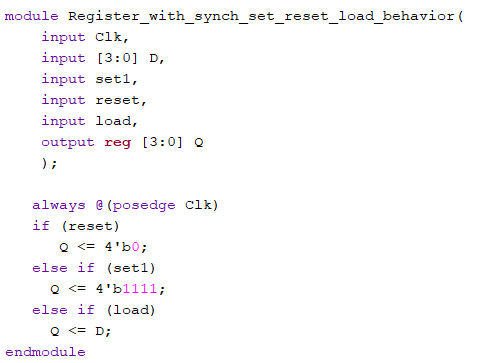 module Register_with_synch_set_reset_load_behavior(
input Clk,
input [3:0] D,
input set1,
input reset,
input load,
output reg [3:0] Q
);
always @(posedge Clk)
if (reset)
Q <= 4'b0;
else if (set1)
Q <= 4'b1111;
else if (load)
Q <= D;
endmodule